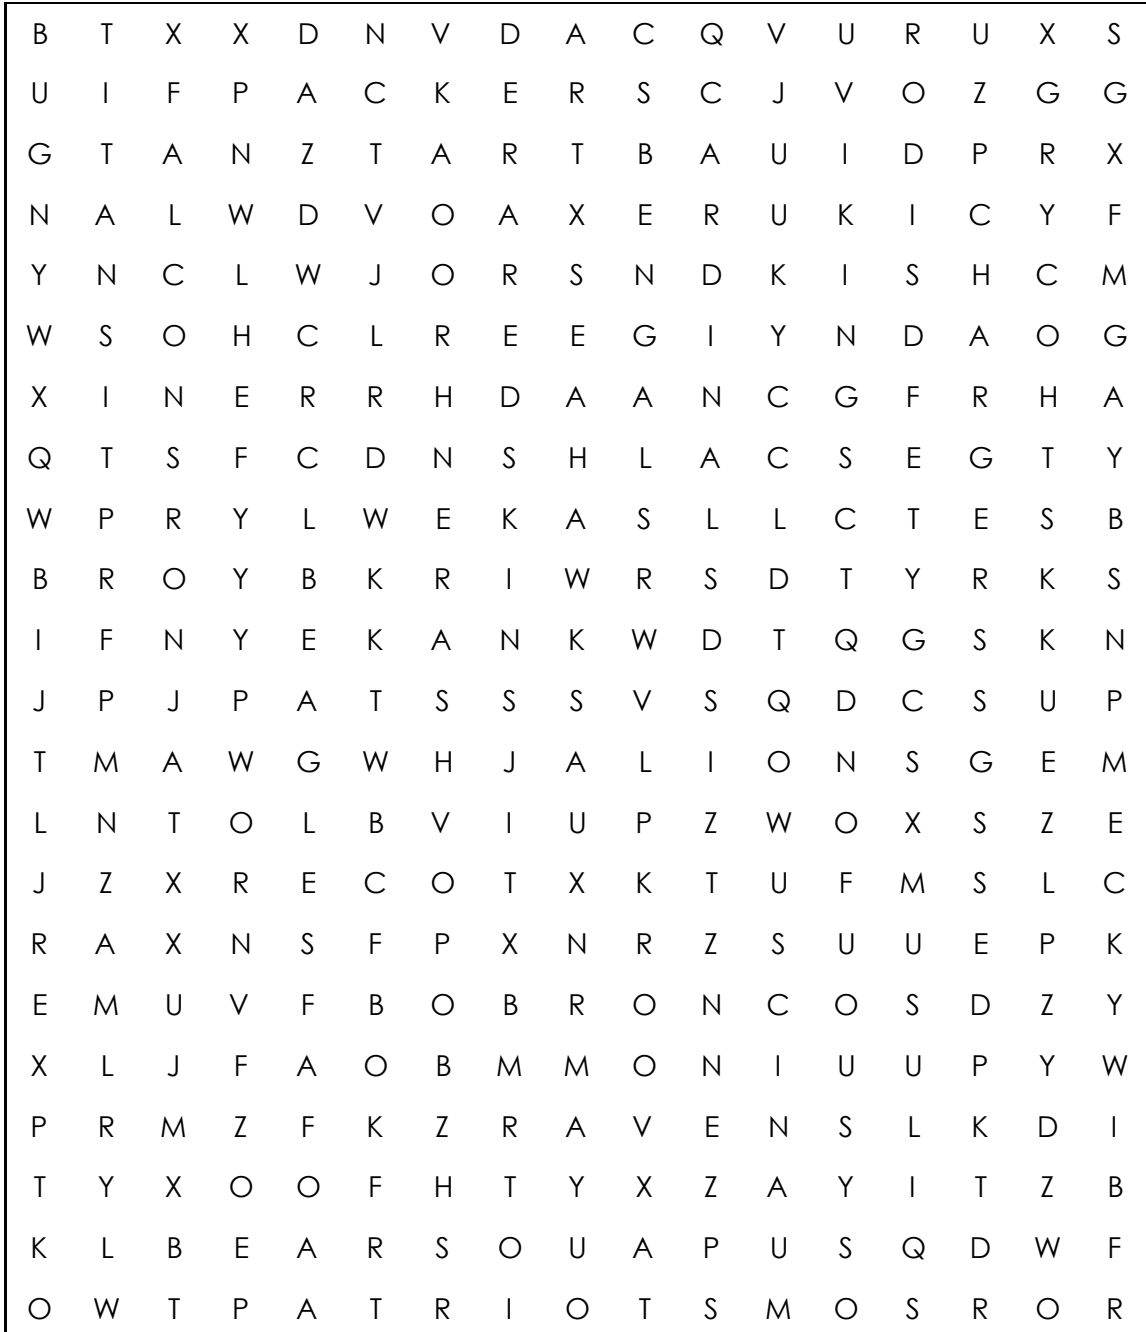 B T X X D N V D A C Q V U R U X S
U I F P A C K E R S C J V O Z G G
G T A N Z T A R T B A U I D P R X
N A L W D V O A X E R U K I C Y F
Y N C L W J O R S N D K I S H C M
W S O H C L R E E G I Y N D A O G
X I N E R R H D A A N C G F R H A
Q T S F C D N S H L A C S E G T Y
W P R Y L W E K A S L L C T E S B
B R O Y B K R I W R S D T Y R K S
I F N Y E K A N K W D T Q G S K N
J P J P A T S S S V S Q D C S U P
T M A W G W H J A L I O N S G E M
L N T O L B V I U P Z W O X S Z E
J Z X R E C O T X K T U F M S L C
R A X N S F P X N R Z S U U E P K
E M U V F B O B R O N C O S D Z Y
X L J F A O B M M O N I U U P Y W
P R M Z F K Z R A V E N S L K D I
T Y X O O F H T Y X Z A Y I T Z B
K L B E A R S O U A P U S Q D W F
O W T P A T R I O T S M O S R O R